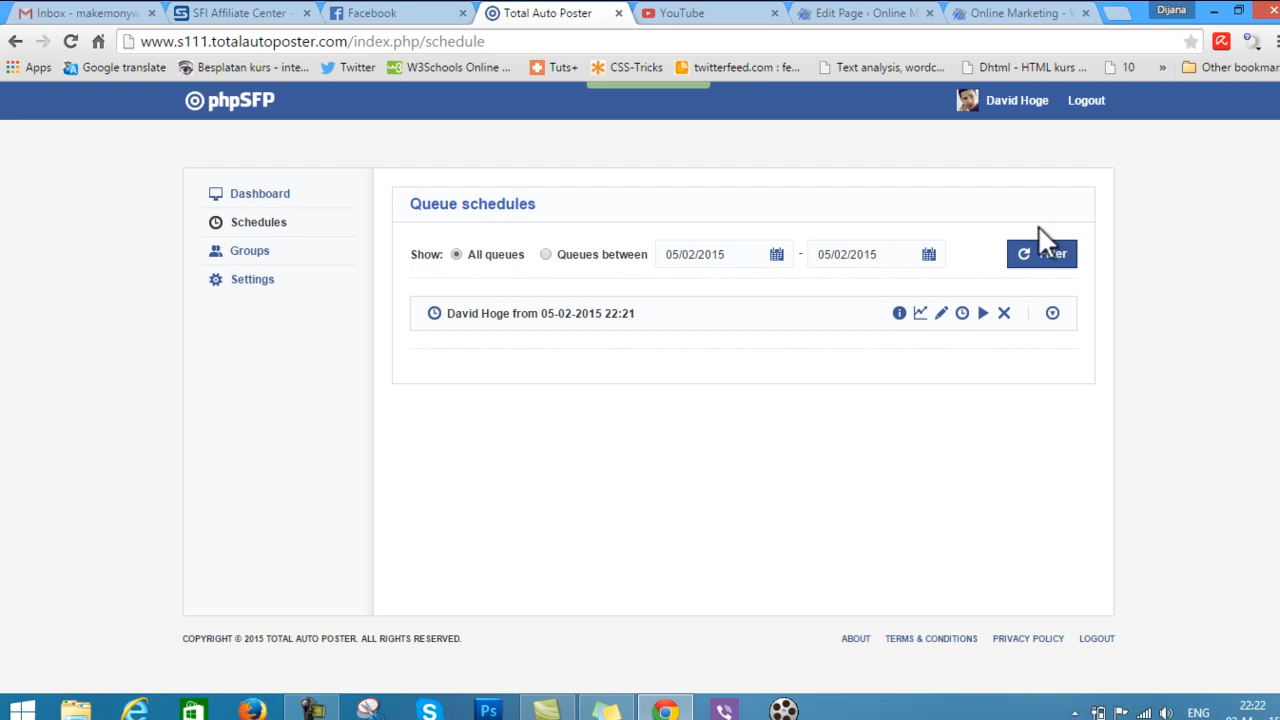 Inbox - makemonyw
SFI Affiliate Center -
Facebook
Total Auto Poster
YouTube
Edit Page ‹ Online M
Online Marketing -
Dijana
www.s111.totalautoposter.com/index.php/schedule
Apps
Google translate
Besplatan kurs - inte...
Twitter
W3Schools Online ...
Tuts+
CSS-Tricks
twitterfeed.com : fe...
Text analysis, wordc...
Dhtml - HTML kurs ...
10
»
Other bookmar
phpSFP
David Hoge
Logout
Dashboard
Schedules
Groups
Settings
Queue schedules
Show: All queues Queues between 05/02/2015 - 05/02/2015
David Hoge from 05-02-2015 22:21
COPYRIGHT © 2015 TOTAL AUTO POSTER. ALL RIGHTS RESERVED.
ABOUT TERMS & CONDITIONS PRIVACY POLICY LOGOUT
Ps
ENG
22:22